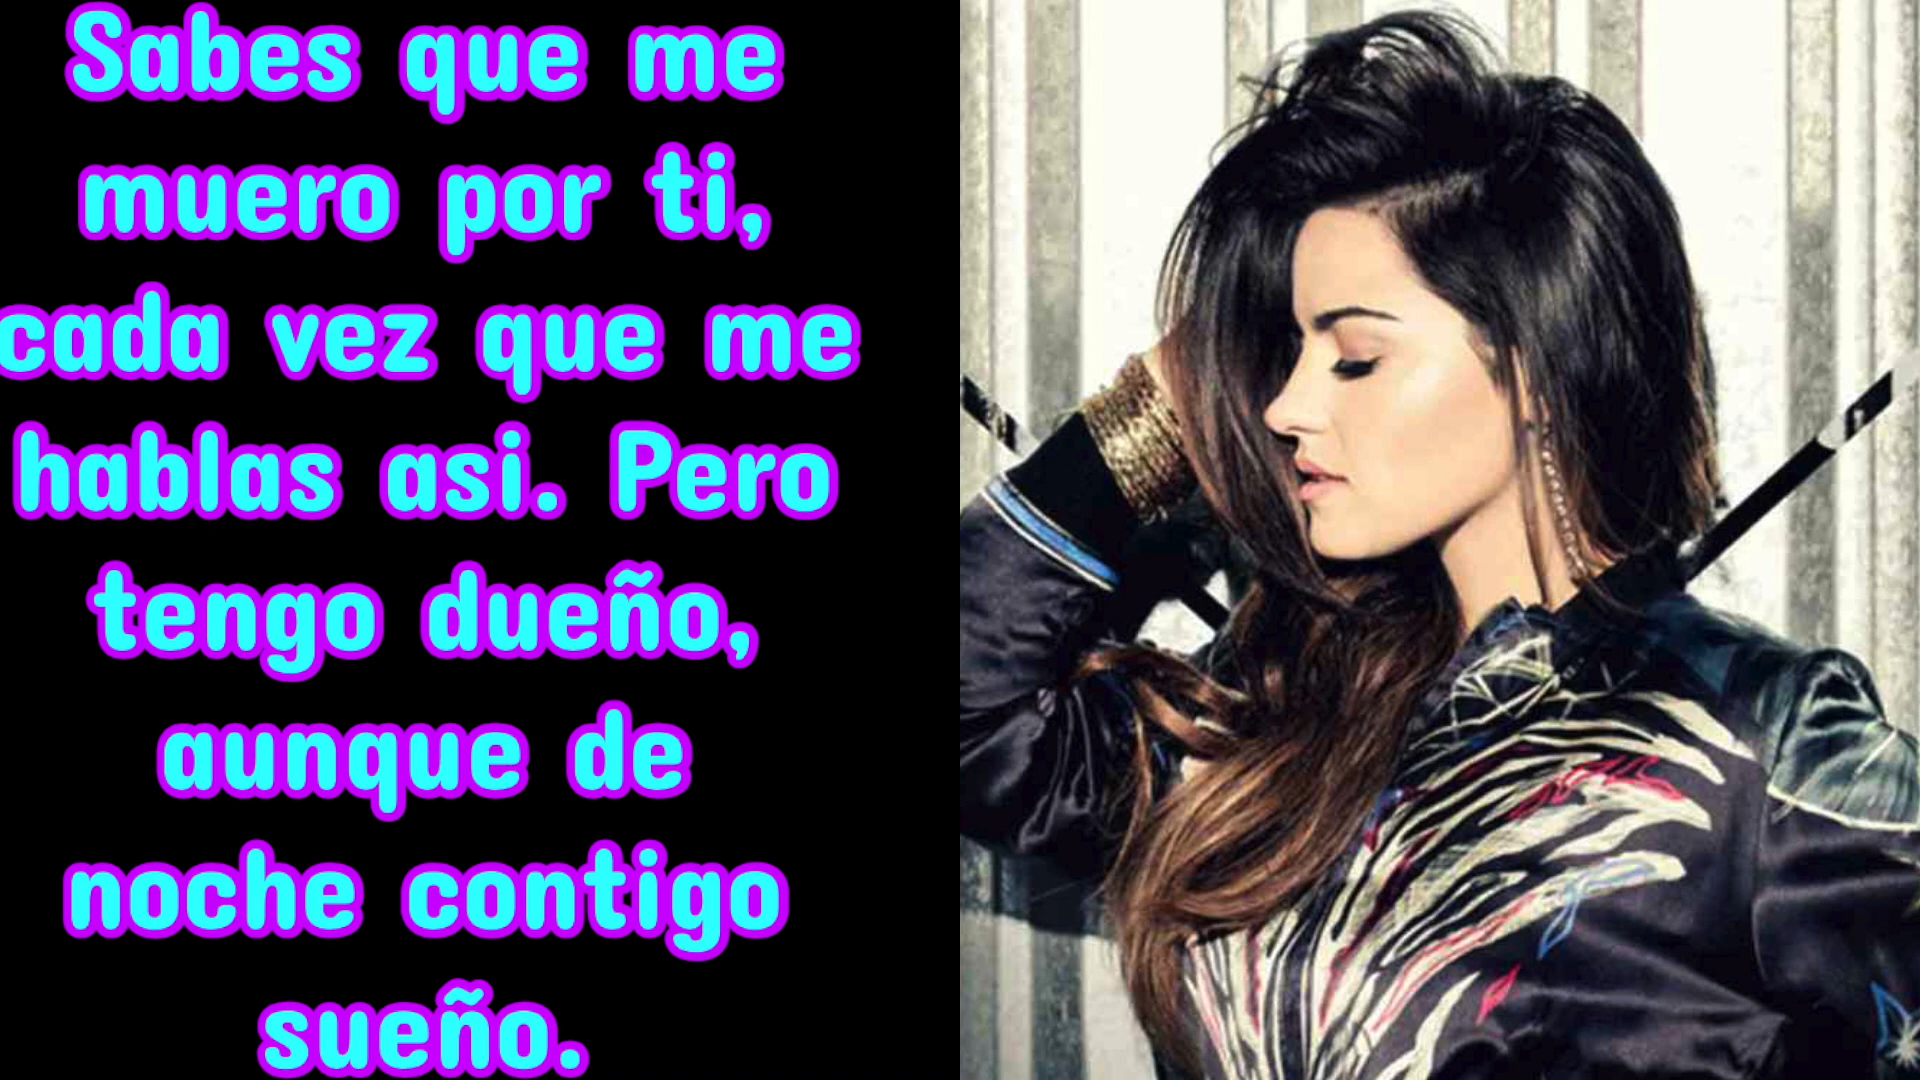 Sabes que me
muero por ti,
cada vez que me
hablas asi. Pero
tengo dueño,
aunque de
noche contigo
sueño.